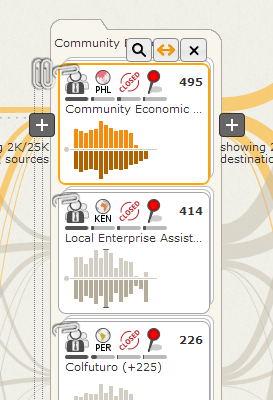 Community
495
PHL
CLOSED
Community Economic ...
g 2K/25K
sources
showing 2
destinatio
414
KEN
CLOSED
Local Enterprise Assist...
226
PER
CLOSED
Colfuturo (+225)